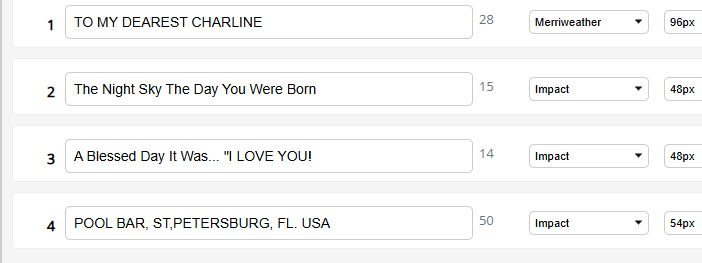 1 TO MY DEAREST CHARLINE 28 Merriweather 96px
2 The Night Sky The Day You Were Born 15 Impact 48px
3 A Blessed Day It Was... "I LOVE YOU! 14 Impact 48px
4 POOL BAR, ST,PETERSBURG, FL. USA 50 Impact 54px